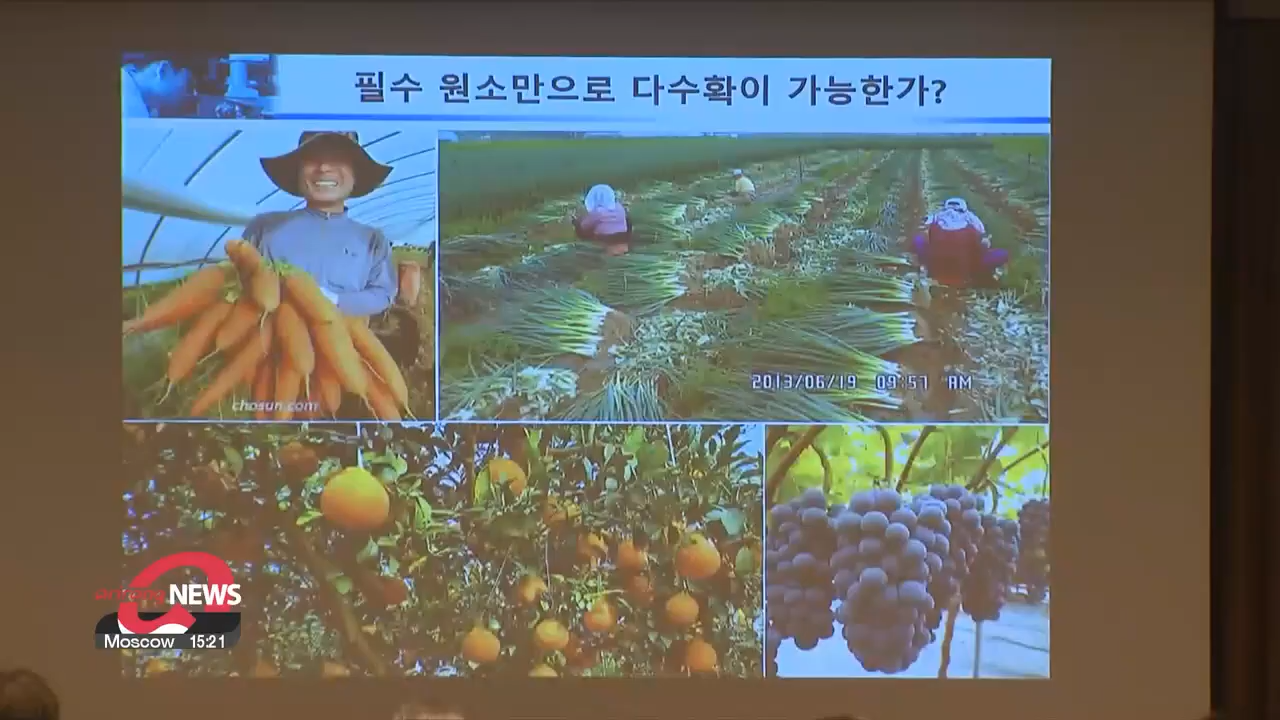 필수 원소만으로 다수확이 가능한가?
chosun.com
2013/06/19 09:57 AM
arirang NEWS
Moscow 15:21